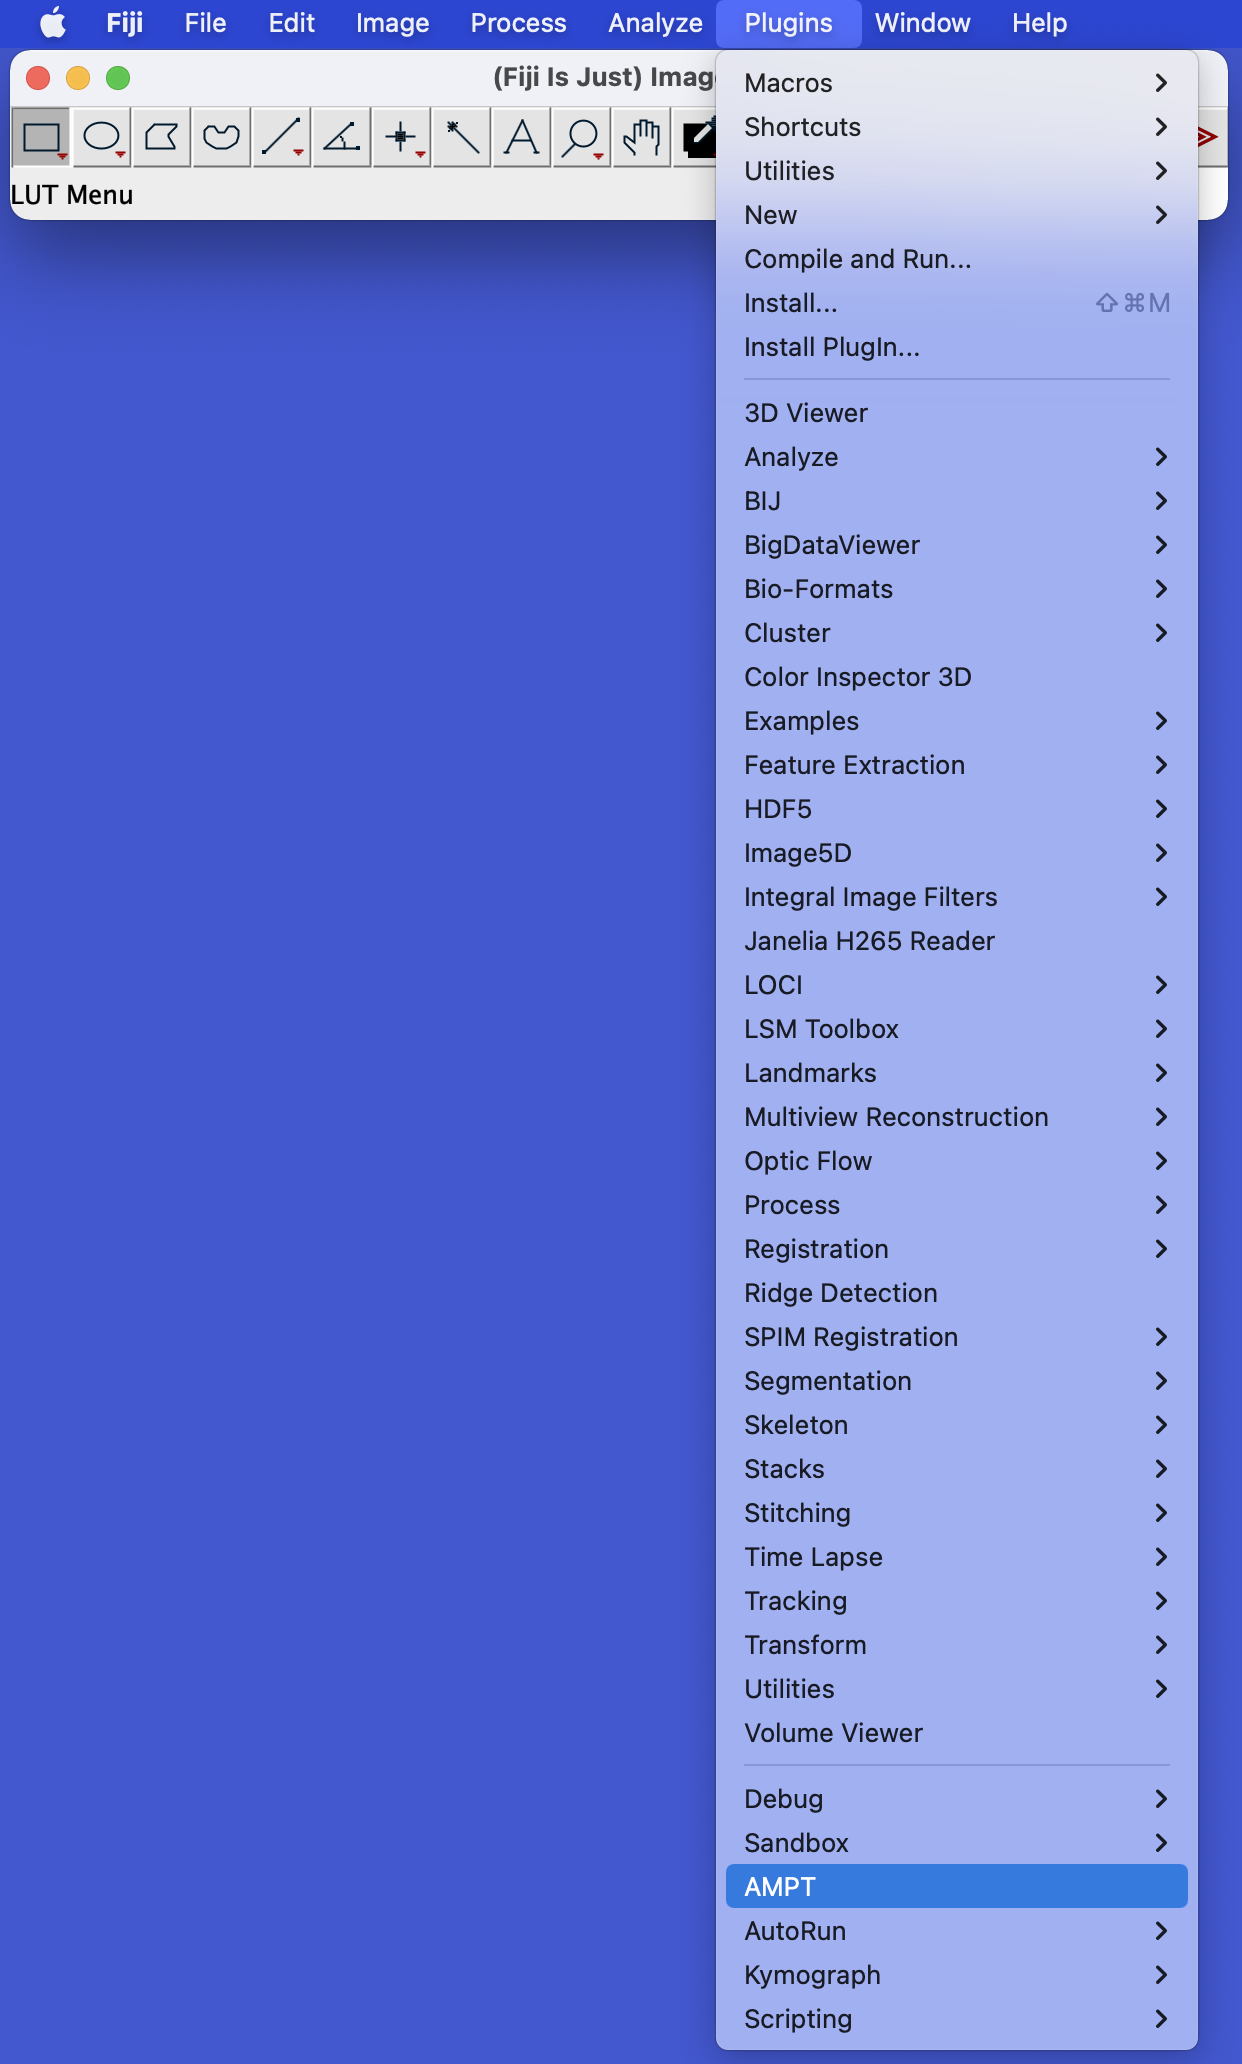 Fiji File Edit Image Process Analyze Plugins Window Help
(Fiji Is Just) Imag
LUT Menu
Macros
Shortcuts
Utilities
New
Compile and Run...
Install... ⇧⌘M
Install PlugIn...
3D Viewer
Analyze
BIJ
BigDataViewer
Bio-Formats
Cluster
Color Inspector 3D
Examples
Feature Extraction
HDF5
Image5D
Integral Image Filters
Janelia H265 Reader
LOCI
LSM Toolbox
Landmarks
Multiview Reconstruction
Optic Flow
Process
Registration
Ridge Detection
SPIM Registration
Segmentation
Skeleton
Stacks
Stitching
Time Lapse
Tracking
Transform
Utilities
Volume Viewer
Debug
Sandbox
AMPT
AutoRun
Kymograph
Scripting